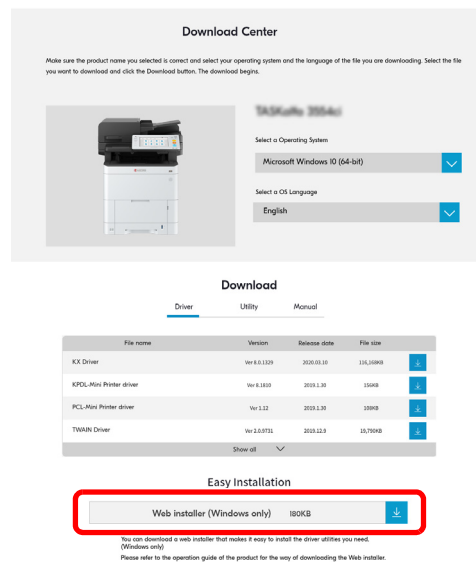 Download Center
Make sure the product name you selected is correct and select your operating system and the language of the file you are downloading. Select the file
you want to download and click the Download button. The download begins.
Select a Operating System
Microsoft Windows 10 (64-bit)
Select a OS Language
English
Download
Driver Utility Manual
File name Version Release date File size
KX Driver Ver 8.0.1329 2020.03.10 116,168KB
KPDL-Mini Printer driver Ver 8.1810 2019.1.30 156KB
PCL-Mini Printer driver Ver 1.12 2019.1.30 108KB
TWAIN Driver Ver 2.0.9731 2019.12.9 19,790KB
Show all
Easy Installation
Web installer (Windows only) 180KB
You can download a web installer that makes it easy to install the driver utilities you need.
(Windows only)
Please refer to the operation guide of the product for the way of downloading the Web installer.